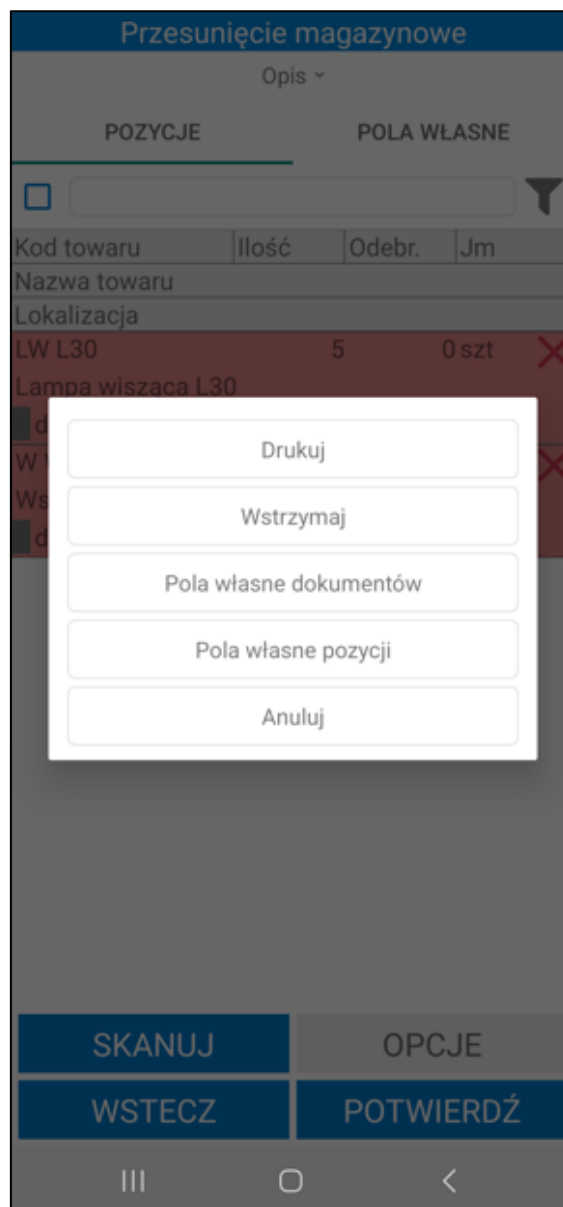 Przesunięcie magazynowe
Opis
POZYCJE POLA WŁASNE
Kod towaru Ilość Odebr. Jm
Nazwa towaru
Lokalizacja
LW L30 5 0 szt
Lampa wisząca L30
Drukuj
Wstrzymaj
Pola własne dokumentów
Pola własne pozycji
Anuluj
SKANUJ OPCJE
WSTECZ POTWIERDŹ